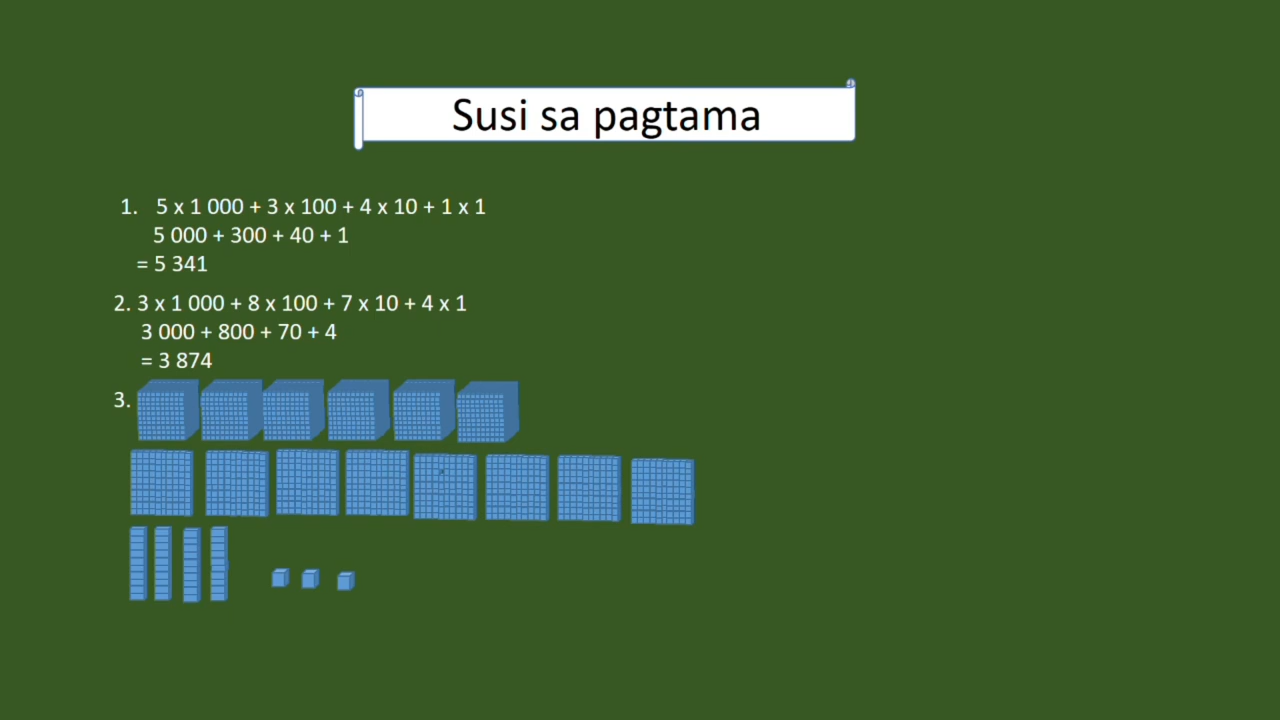 Susi sa pagtama
1. 5 x 1 000 + 3 x 100 + 4 x 10 + 1 x 1
5 000 + 300 + 40 + 1
= 5 341
2. 3 x 1 000 + 8 x 100 + 7 x 10 + 4 x 1
3 000 + 800 + 70 + 4
= 3 874
3.